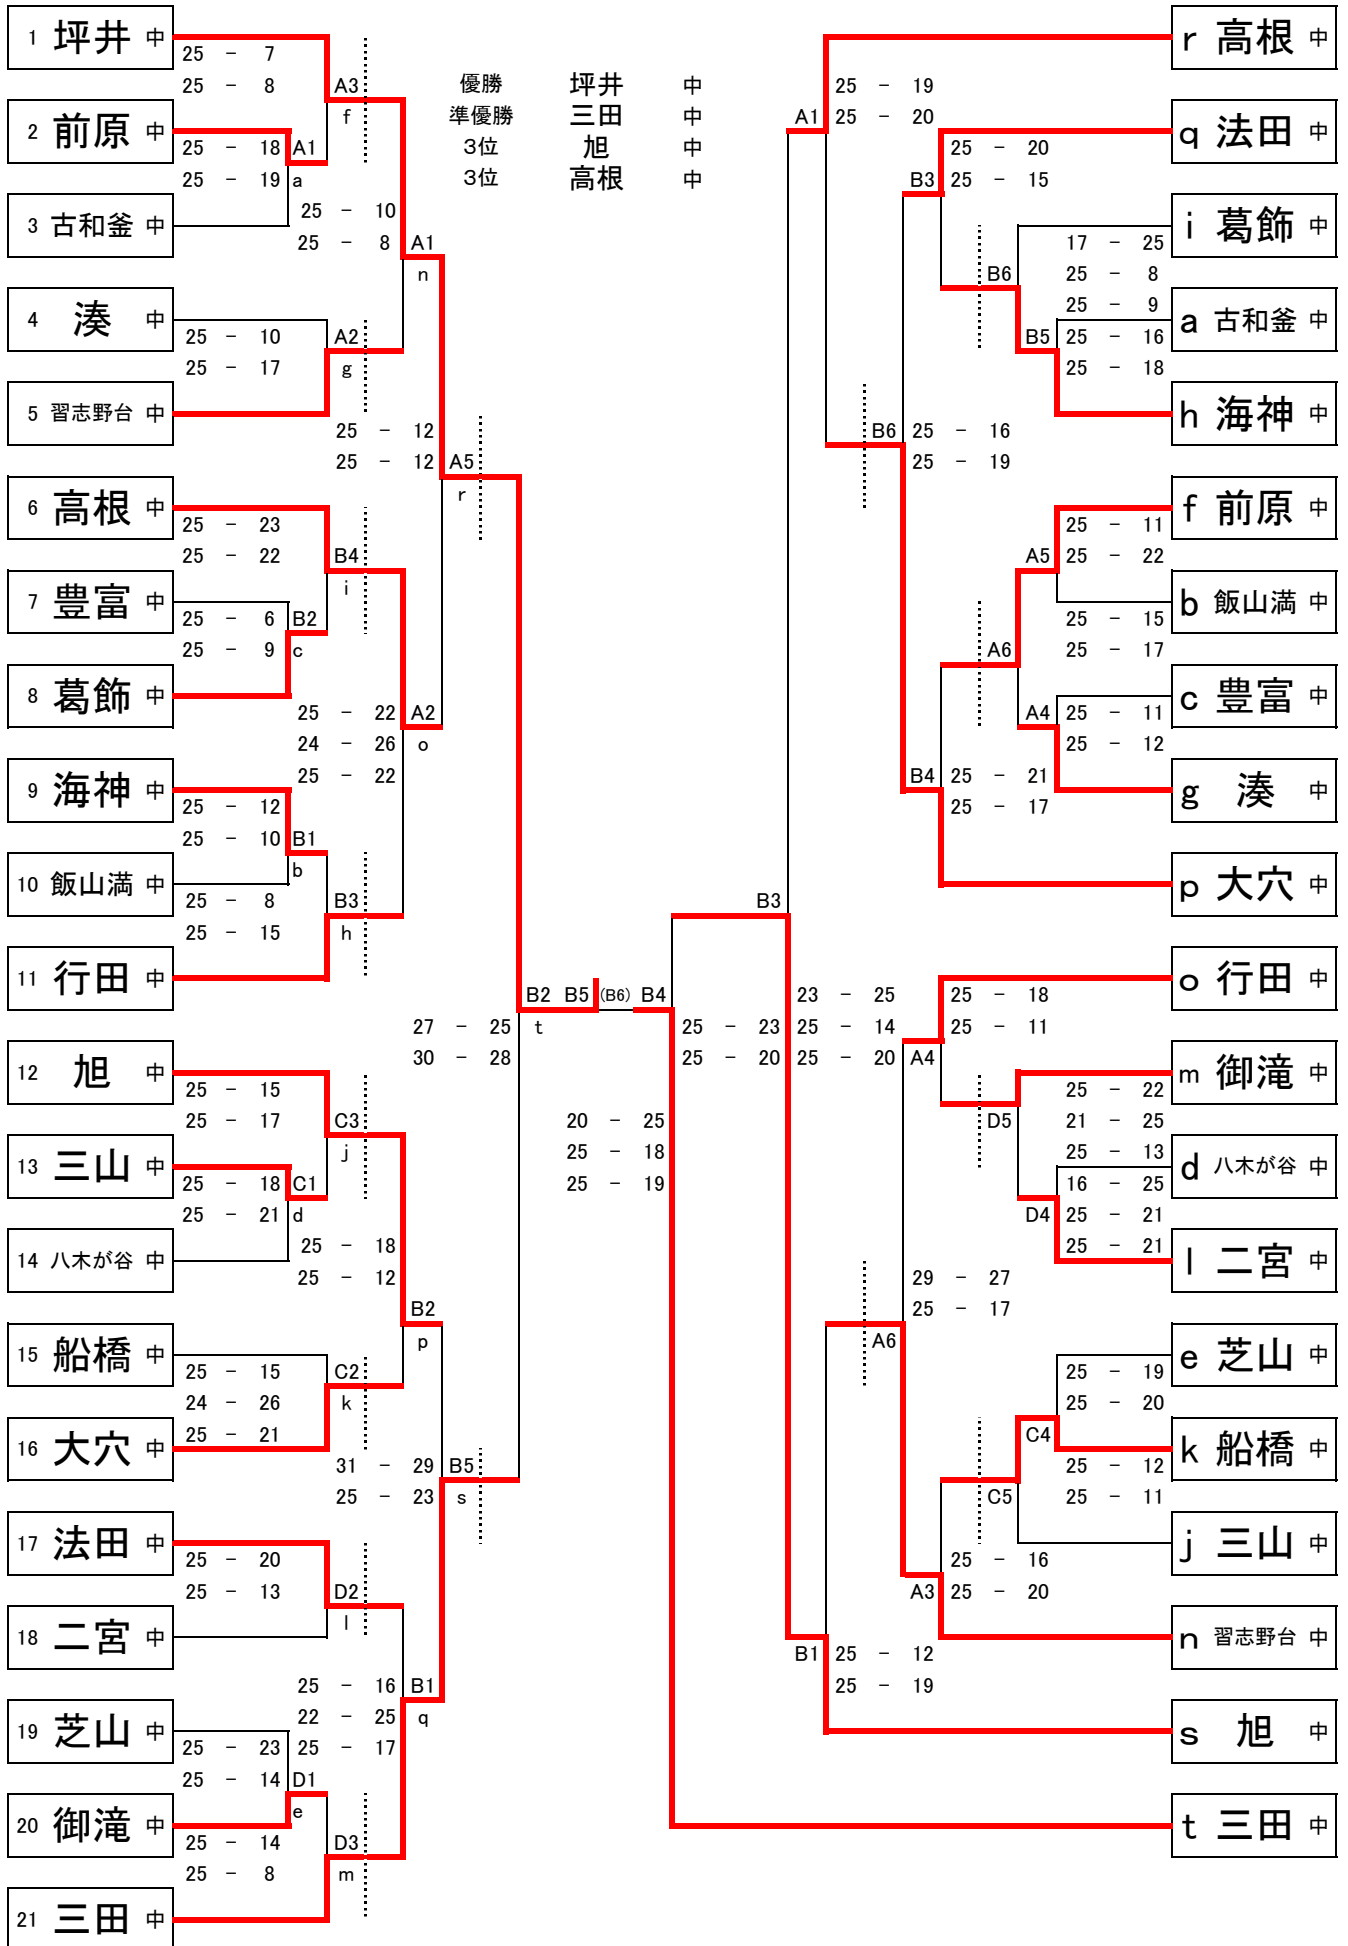 1 坪井 中
25 － 7
25 － 8
A3
f
2 前原 中
25 － 18
25 － 19
A1
a
3 古和釜 中
25 － 10
25 － 8
A1
n
4 湊 中
25 － 10
25 － 17
A2
g
5 習志野台 中
25 － 12
25 － 12
A5
r
6 高根 中
25 － 23
25 － 22
B4
i
7 豊富 中
25 － 6
25 － 9
B2
c
8 葛飾 中
25 － 22
24 － 26
25 － 22
A2
o
9 海神 中
25 － 12
25 － 10
B1
b
10 飯山満 中
25 － 8
25 － 15
B3
h
11 行田 中
27 － 25
30 － 28
B2
t
B5
(B6)
B4
12 旭 中
25 － 15
25 － 17
C3
j
13 三山 中
25 － 18
25 － 21
C1
d
14 八木が谷 中
25 － 18
25 － 12
B2
p
15 船橋 中
25 － 15
24 － 26
25 － 21
C2
k
16 大穴 中
31 － 29
25 － 23
B5
s
17 法田 中
25 － 20
25 － 13
D2
l
18 二宮 中
25 － 16
22 － 25
25 － 17
B1
q
19 芝山 中
25 － 23
25 － 14
D1
e
20 御滝 中
25 － 14
25 － 8
D3
m
21 三田 中
優勝 坪井 中
準優勝 三田 中
3位 旭 中
3位 高根 中
20 － 25
25 － 18
25 － 19
25 － 23
25 － 20
B3
23 － 25
25 － 14
25 － 20
r 高根 中
A1
25 － 19
25 － 20
q 法田 中
B3
25 － 20
25 － 15
i 葛飾 中
B6
17 － 25
25 － 8
25 － 9
a 古和釜 中
B5
25 － 16
25 － 18
h 海神 中
B6
25 － 16
25 － 19
f 前原 中
A5
25 － 11
25 － 22
b 飯山満 中
A6
25 － 15
25 － 17
c 豊富 中
A4
25 － 11
25 － 12
g 湊 中
B4
25 － 21
25 － 17
p 大穴 中
o 行田 中
A4
25 － 18
25 － 11
m 御滝 中
D5
25 － 22
21 － 25
25 － 13
d 八木が谷 中
D4
16 － 25
25 － 21
25 － 21
l 二宮 中
A6
29 － 27
25 － 17
e 芝山 中
C4
25 － 19
25 － 20
k 船橋 中
C5
25 － 12
25 － 11
j 三山 中
A3
25 － 16
25 － 20
n 習志野台 中
B1
25 － 12
25 － 19
s 旭 中
t 三田 中